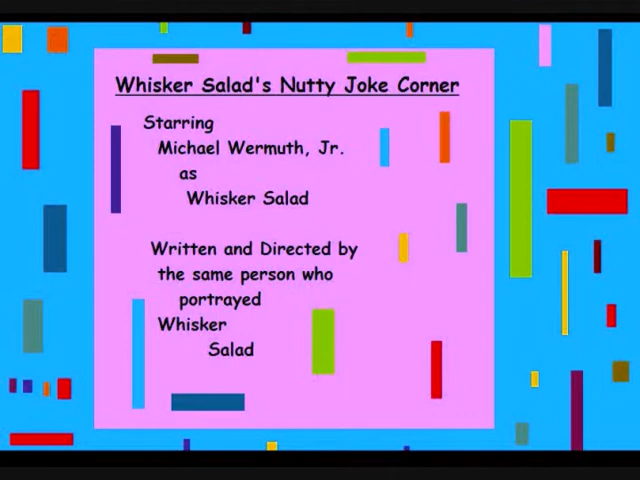 Whisker Salad's Nutty Joke Corner
Starring
Michael Wermuth, Jr.
as
Whisker Salad
Written and Directed by
the same person who
portrayed
Whisker
Salad